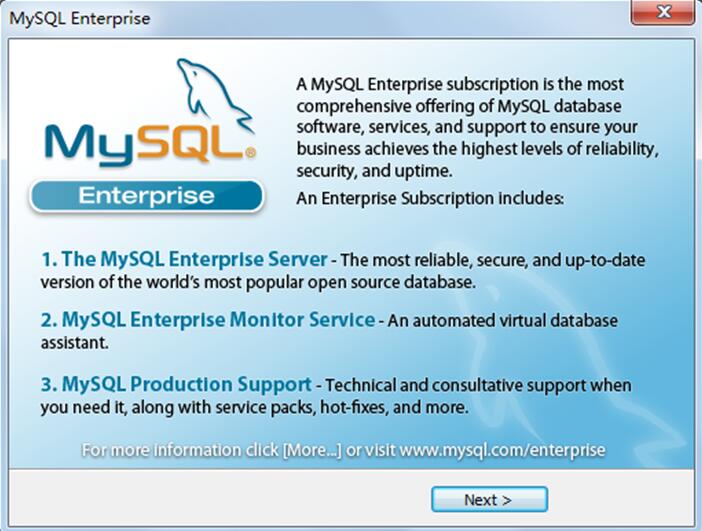 MySQL Enterprise
MySQL®
Enterprise
A MySQL Enterprise subscription is the most
comprehensive offering of MySQL database
software, services, and support to ensure your
business achieves the highest levels of reliability,
security, and uptime.
An Enterprise Subscription includes:
1. The MySQL Enterprise Server - The most reliable, secure, and up-to-date
version of the world's most popular open source database.
2. MySQL Enterprise Monitor Service - An automated virtual database
assistant.
3. MySQL Production Support - Technical and consultative support when
you need it, along with service packs, hot-fixes, and more.
For more information click [More...] or visit www.mysql.com/enterprise
Next >